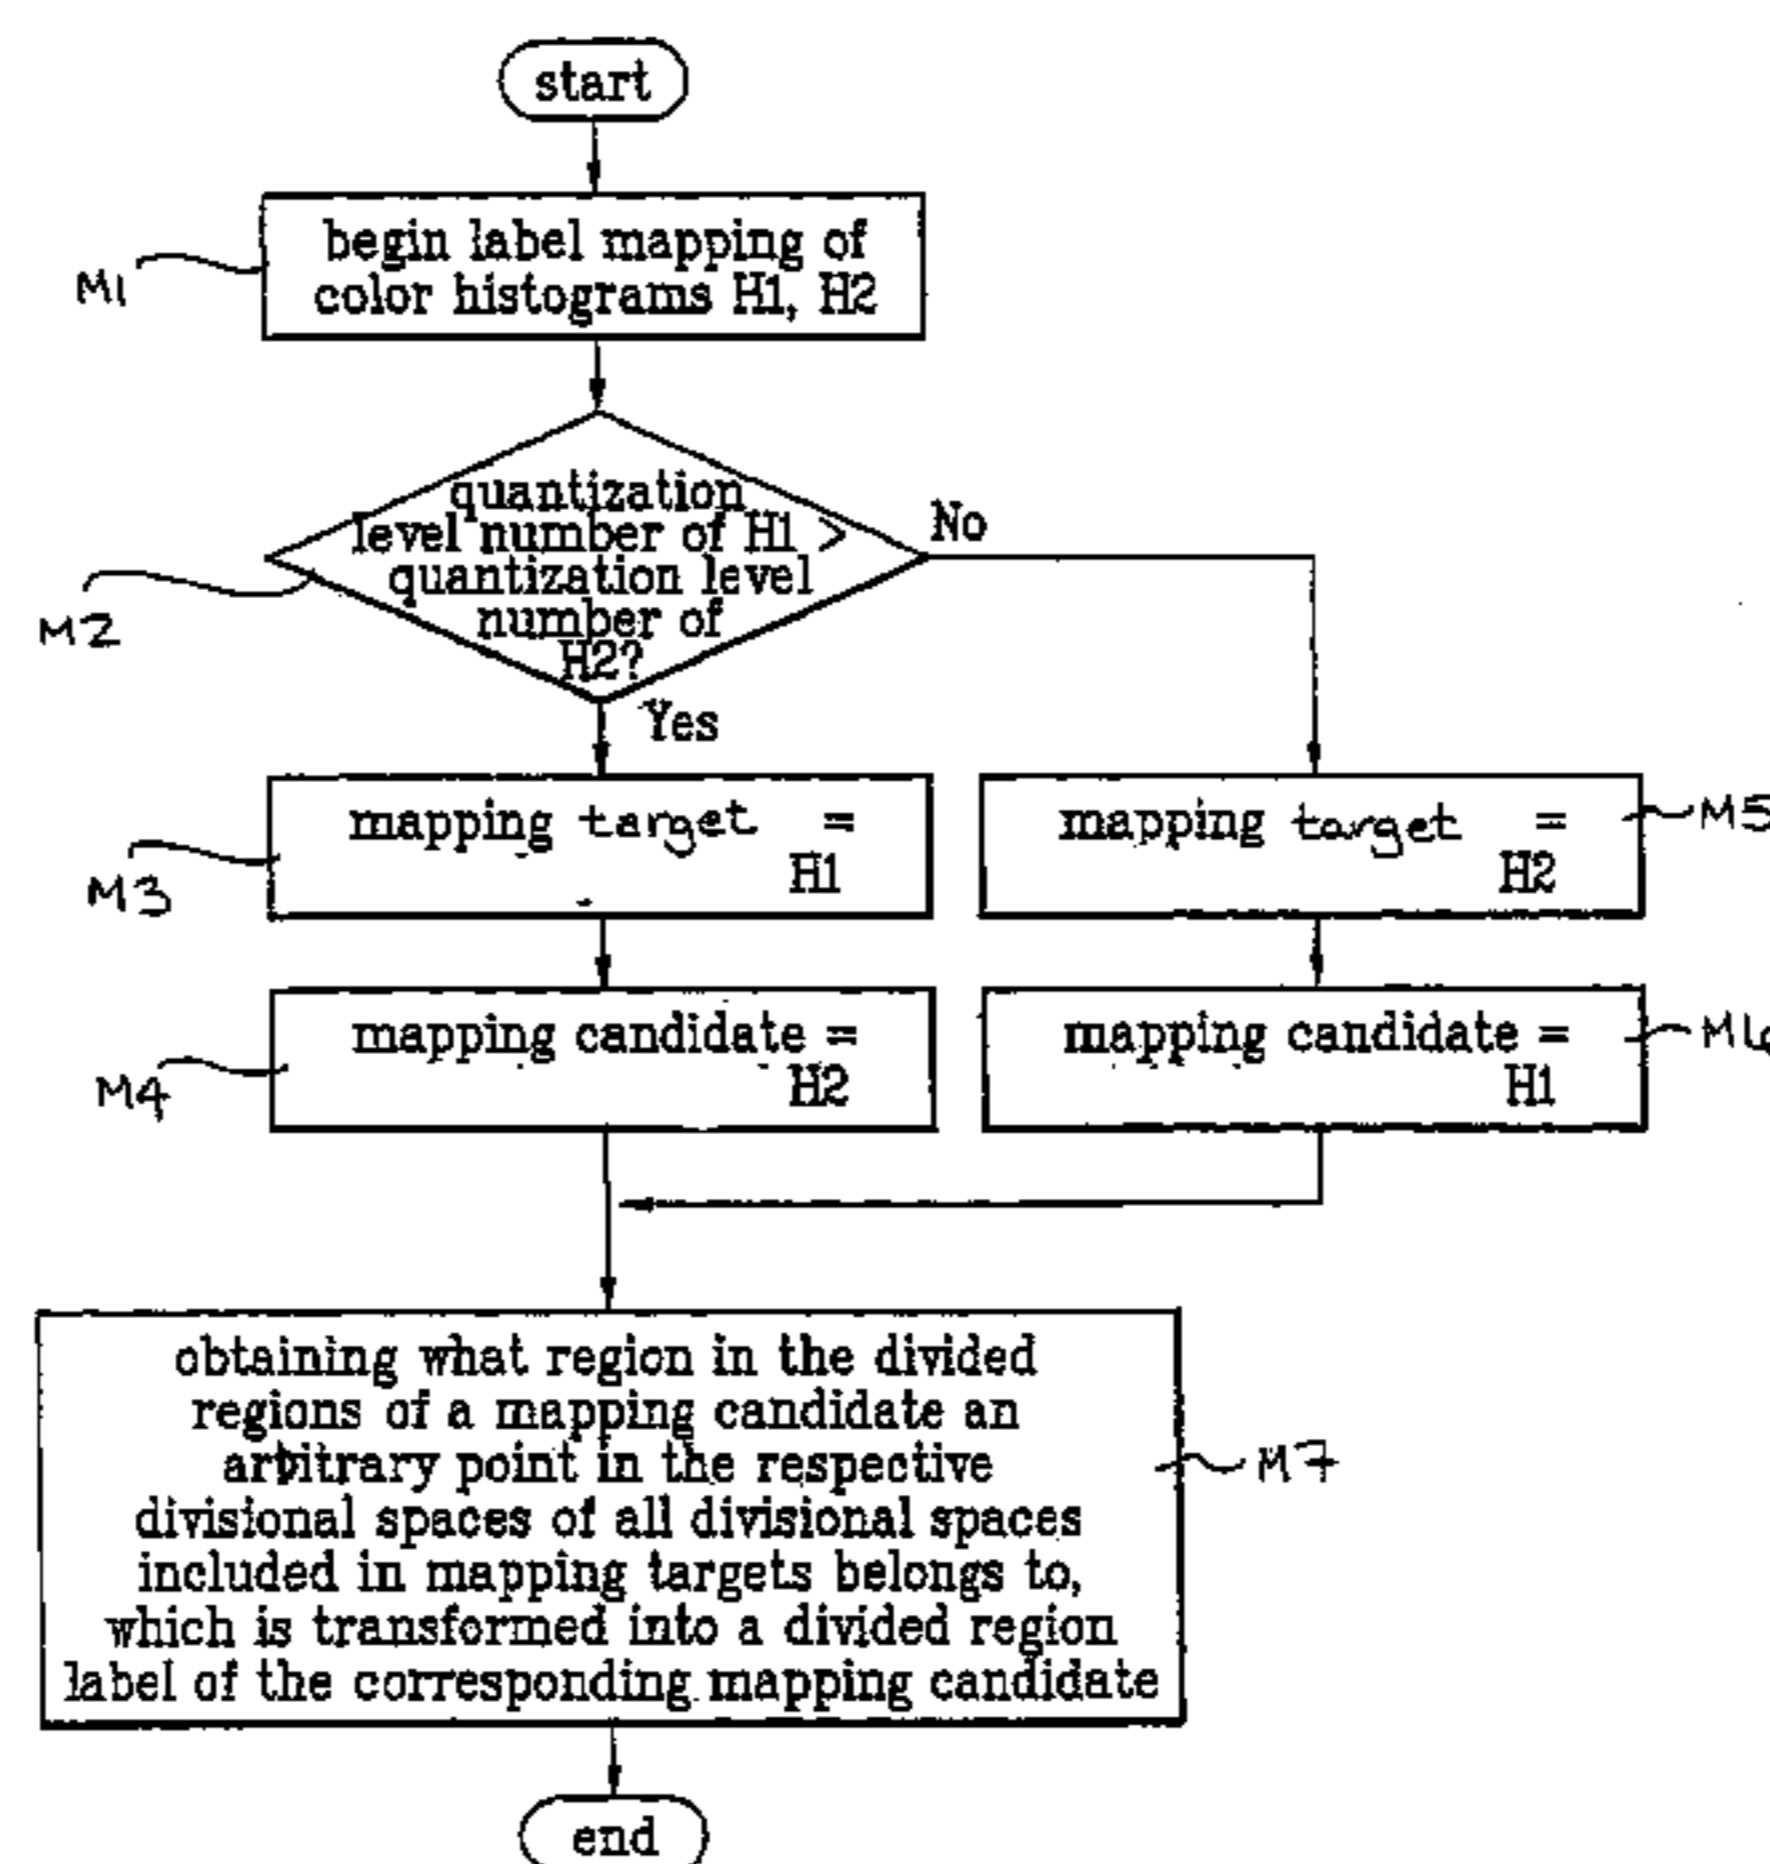 start
begin label mapping of
color histograms H1, H2
M1
quantization
level number of H1 >
quantization level
number of
H2?
M2
No
Yes
mapping target =
H1
M3
mapping target =
H2
M5
mapping candidate =
H2
M4
mapping candidate =
H1
M6
obtaining what region in the divided
regions of a mapping candidate an
arbitrary point in the respective
divisional spaces of all divisional spaces
included in mapping targets belongs to,
which is transformed into a divided region
label of the corresponding mapping candidate
M7
end